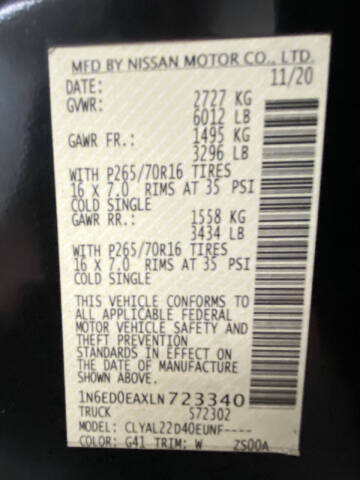 MFD BY NISSAN MOTOR CO., LTD.
DATE: 11/20
GVWR: 2727 KG
6012 LB
GAWR FR.: 1495 KG
3296 LB
WITH P265/70R16 TIRES
16 X 7.0 RIMS AT 35 PSI
COLD SINGLE
GAWR RR.: 1558 KG
3434 LB
WITH P265/70R16 TIRES
16 X 7.0 RIMS AT 35 PSI
COLD SINGLE
THIS VEHICLE CONFORMS TO
ALL APPLICABLE FEDERAL
MOTOR VEHICLE SAFETY AND
THEFT PREVENTION
STANDARDS IN EFFECT ON
THE DATE OF MANUFACTURE
SHOWN ABOVE.
1N6ED0EAXLN723340
TRUCK S72302
MODEL: CLYAL22D40EUNF----
COLOR: G41 TRIM: W ZS00A